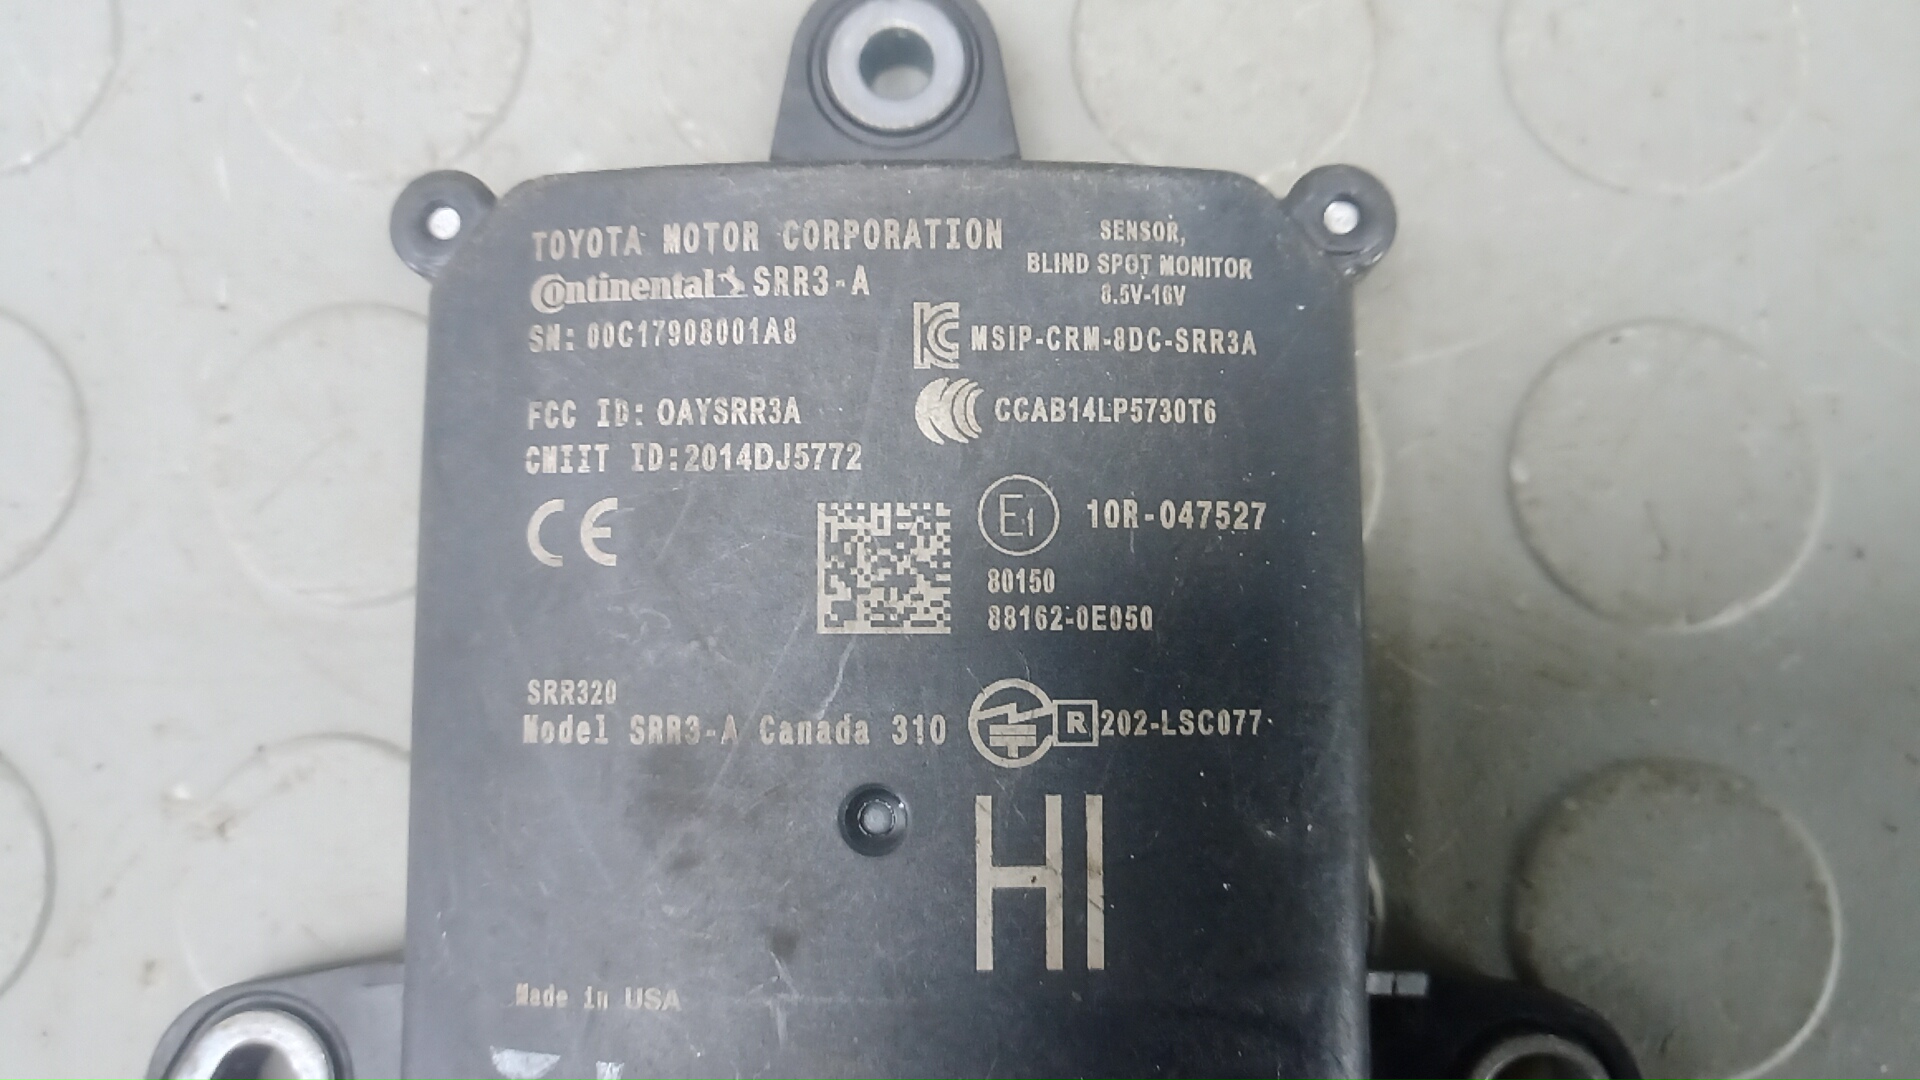 TOYOTA MOTOR CORPORATION
SENSOR,
BLIND SPOT MONITOR
8.5V-16V
Continental SRR3-A
SN: 00C17908001A8
MSIP-CRM-8DC-SRR3A
FCC ID: OAYSRR3A
CCAB14LP5730T6
CMIIT ID:2014DJ5772
CE
E1
10R-047527
80150
88162-0E050
SRR320
Model SRR3-A Canada 310
R 202-LSC077
HI
Made in USA